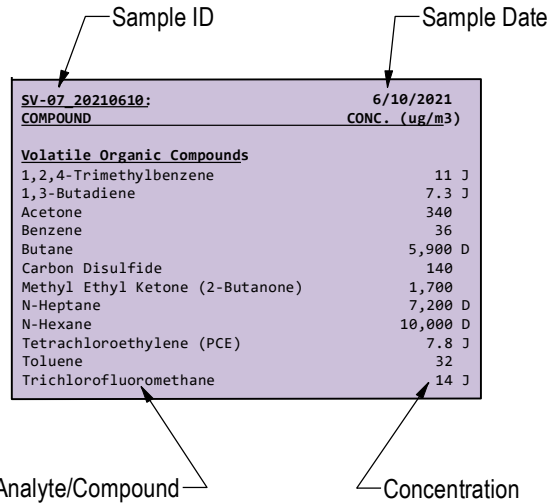 Sample ID
Sample Date
SV-07_20210610: 6/10/2021
COMPOUND CONC. (ug/m3)
Volatile Organic Compounds
1,2,4-Trimethylbenzene 11 J
1,3-Butadiene 7.3 J
Acetone 340
Benzene 36
Butane 5,900 D
Carbon Disulfide 140
Methyl Ethyl Ketone (2-Butanone) 1,700
N-Heptane 7,200 D
N-Hexane 10,000 D
Tetrachloroethylene (PCE) 7.8 J
Toluene 32
Trichlorofluoromethane 14 J
Analyte/Compound
Concentration